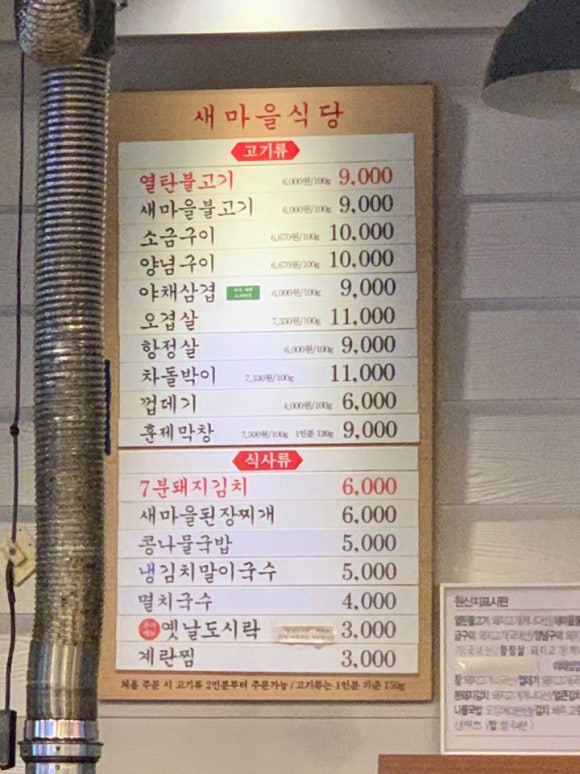 새마을식당
고기류
열탄불고기 6,000원/100g 9,000
새마을불고기 6,000원/100g 9,000
소금구이 6,670원/100g 10,000
양념구이 6,670원/100g 10,000
야채삼겹 6,000원/100g 9,000
오겹살 7,330원/100g 11,000
항정살 6,000원/100g 9,000
차돌박이 7,330원/100g 11,000
껍데기 4,000원/100g 6,000
훈제막창 7,500원/100g 1인분 120g 9,000
식사류
7분돼지김치 6,000
새마을된장찌개 6,000
콩나물국밥 5,000
냉김치말이국수 5,000
멸치국수 4,000
옛날도시락 3,000
계란찜 3,000
처음 주문 시 고기류 2인분부터 주문가능/고기류는 1인분 기준 150g
원산지표시판